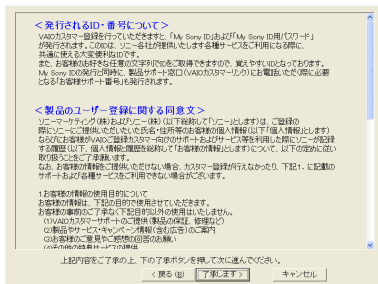 ＜発行されるID・番号について＞
VAIOカスタマー登録を行っていただきますと、「My Sony ID」および「My Sony ID用パスワード」
が発行されます。このIDは、ソニー各社が提供いたします各種サービスをご利用になる際に、
共通に使える大変便利なIDです。
また、お客様のお好きな任意の文字列でIDをご取得できますので、覚えやすいIDとなっております。
My Sony IDの発行と同時に、製品サポート窓口(VAIOカスタマーリンク)にお電話いただく際に必要
となる「お客様サポート番号」も発行されます。
＜製品のユーザー登録に関する同意文＞
ソニーマーケティング(株)およびソニー(株)(以下総称して「ソニー」とします)は、ご登録の
際にソニーにご提供いただいた氏名・住所等のお客様の個人情報(以下「個人情報」とします)
ならびにお客様がVAIOご登録カスタマー向けのサポートおよびサービス等を利用した際にソニーが記録
する履歴(以下、個人情報と履歴を総称して「お客様の情報」とします)について、以下の定めに従い
取り扱うことをご了承願います。
なお、お客様の情報をご提供いただけない場合、カスタマー登録が行えなかったり、下記1.に記載の
サポートおよび各種サービスをご利用できない場合がございます。
1.お客様の情報の使用目的について
お客様の情報は、下記の目的で使用させていただきます。
お客様の事前のご了承なく下記目的以外の使用はいたしません。
(1)VAIOカスタマーサポートのご提供(製品の保証、修理など)
(2)製品やサービス・キャンペーン情報(含む広告)のご案内
(3)お客様のご意見やご感想の回答のお願い
(4)その他の特典サービスの提供
上記内容をご了承の上、下の了承ボタンを押して次に進んでください。
＜戻る(B)
了承します＞
キャンセル